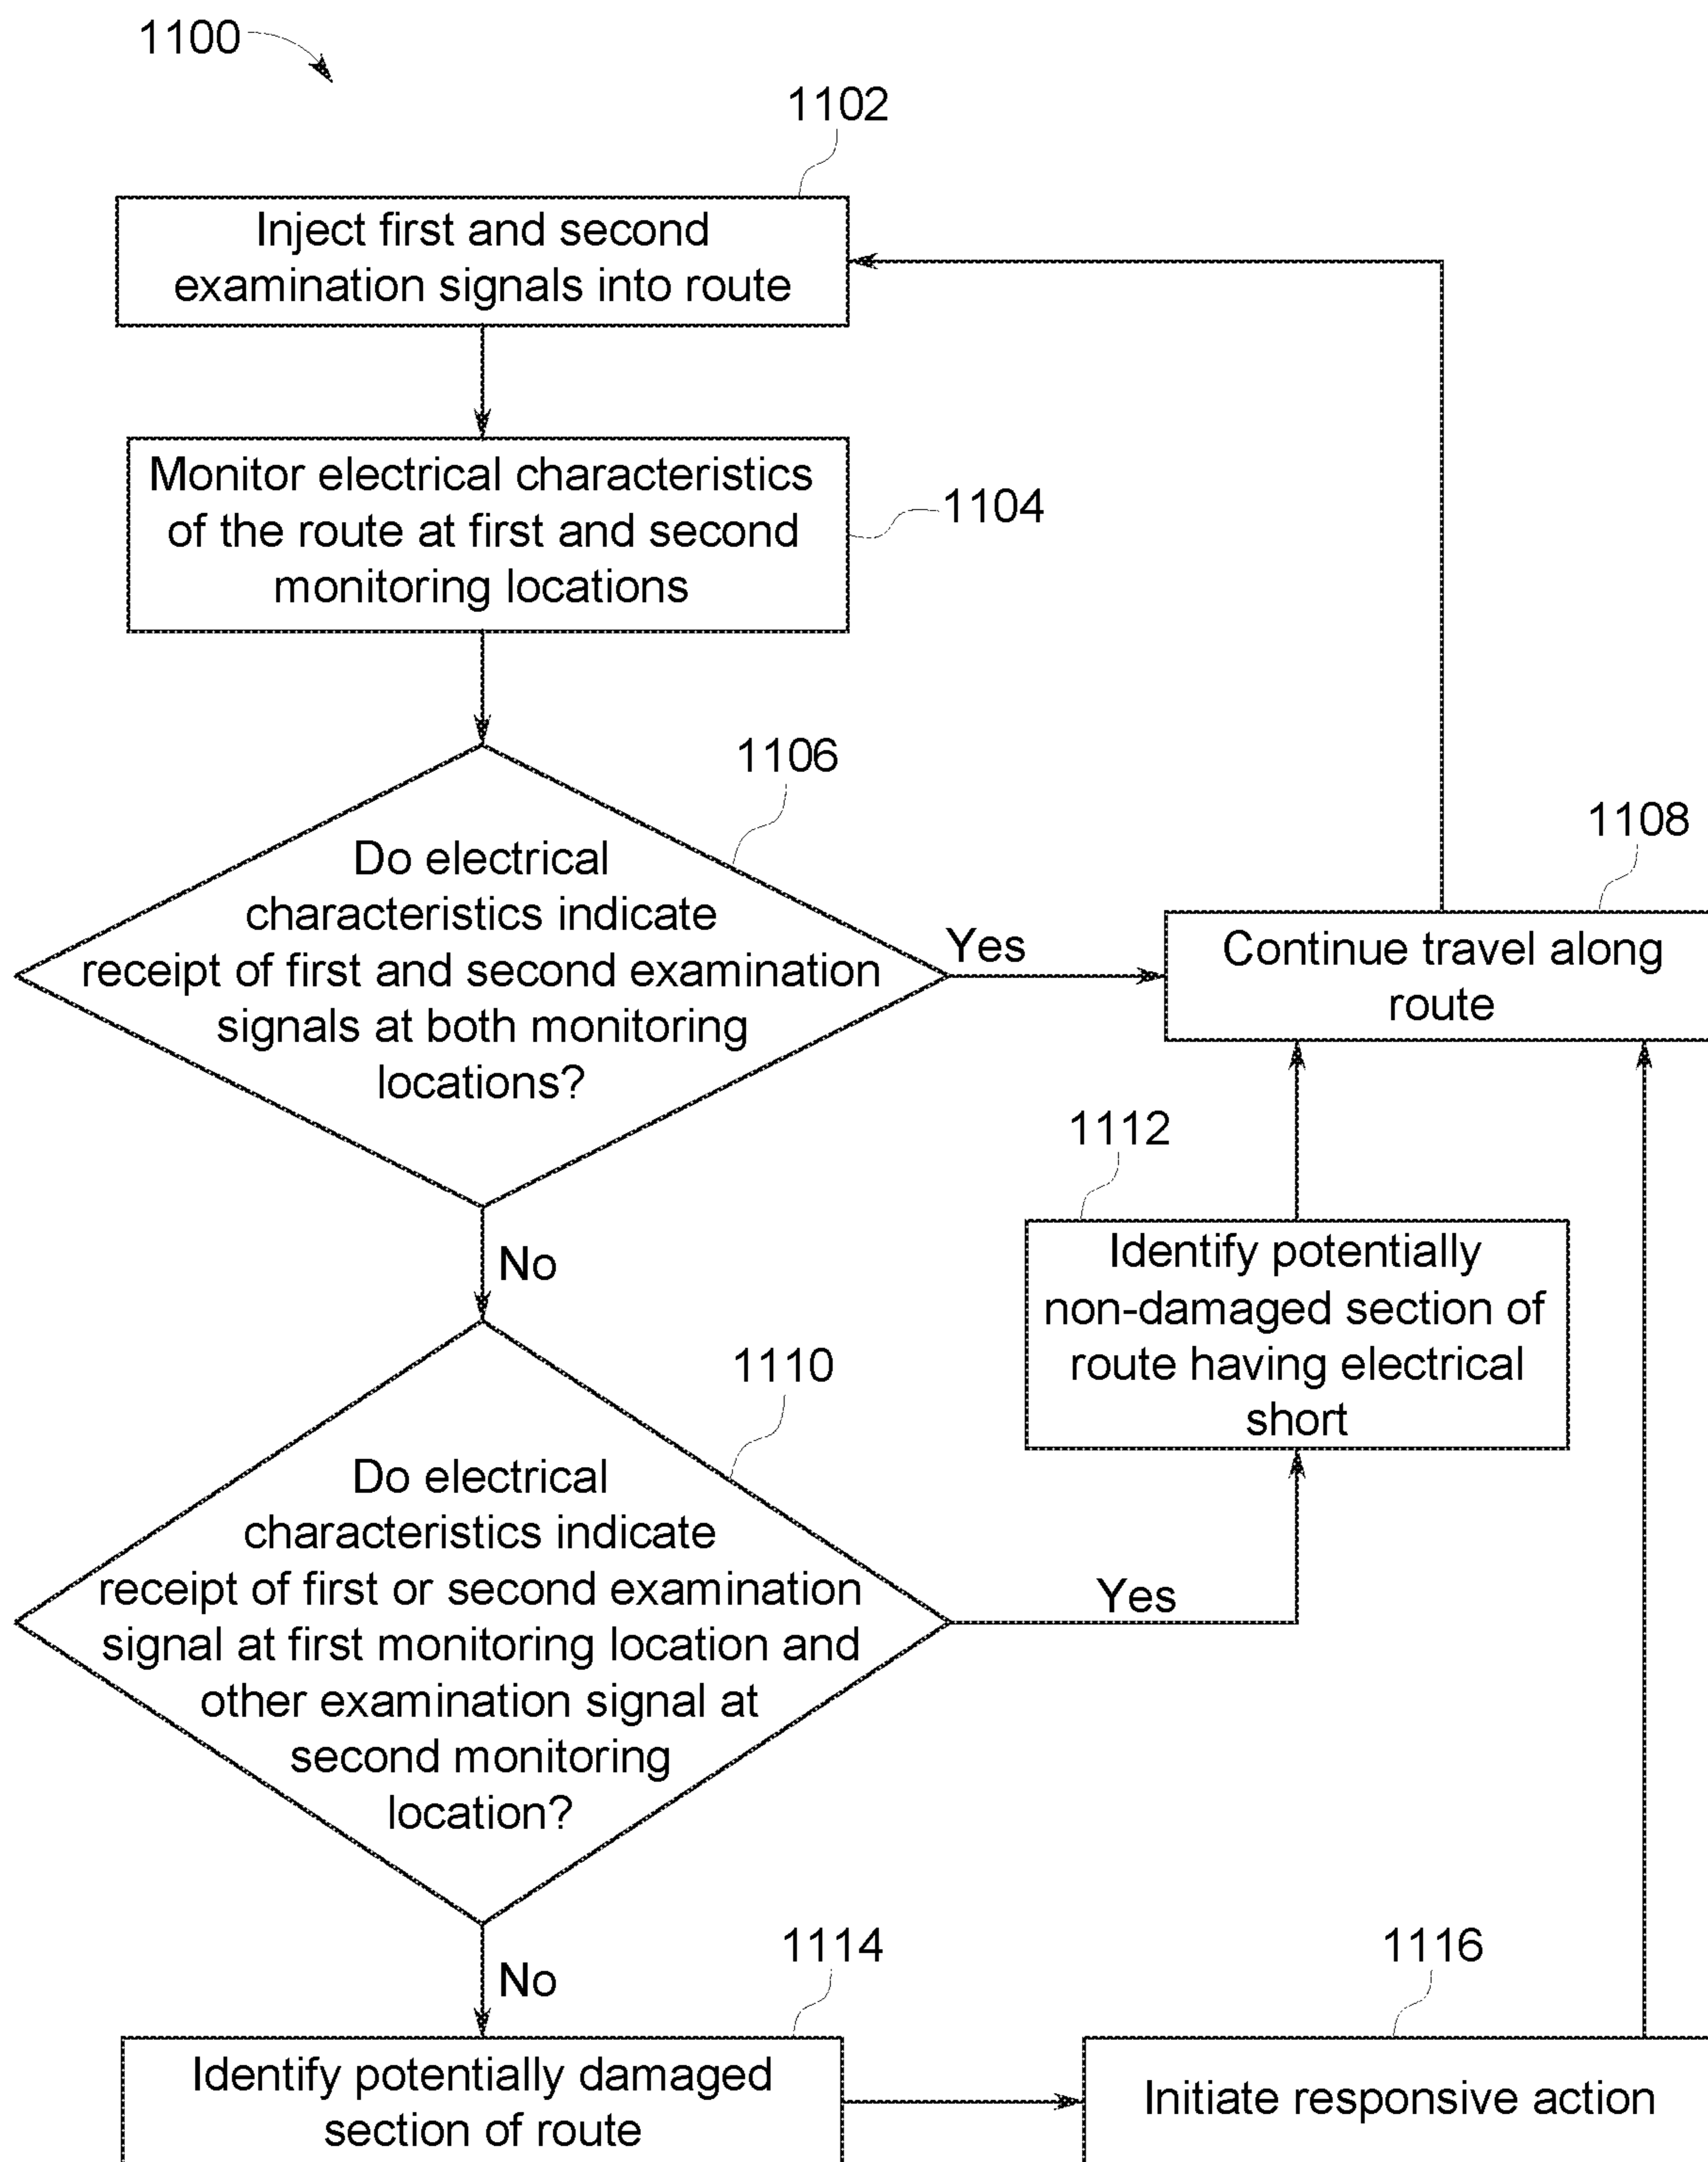 1100
1102
Inject first and second
examination signals into route
Monitor electrical characteristics
of the route at first and second
monitoring locations
1104
1106
Do electrical
characteristics indicate
receipt of first and second examination
signals at both monitoring
locations?
Yes
1108
Continue travel along
route
No
1112
Identify potentially
non-damaged section of
route having electrical
short
1110
Do electrical
characteristics indicate
receipt of first or second examination
signal at first monitoring location and
other examination signal at
second monitoring
location?
Yes
No
1114
Identify potentially damaged
section of route
1116
Initiate responsive action